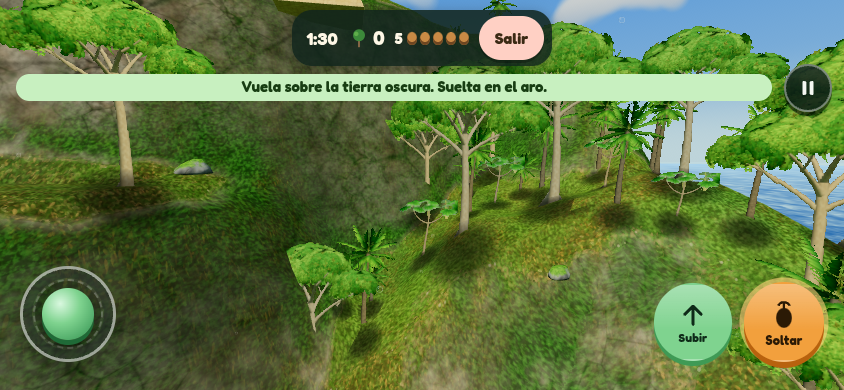 1:30 0 5 Salir
Vuela sobre la tierra oscura. Suelta en el aro.
Subir
Soltar